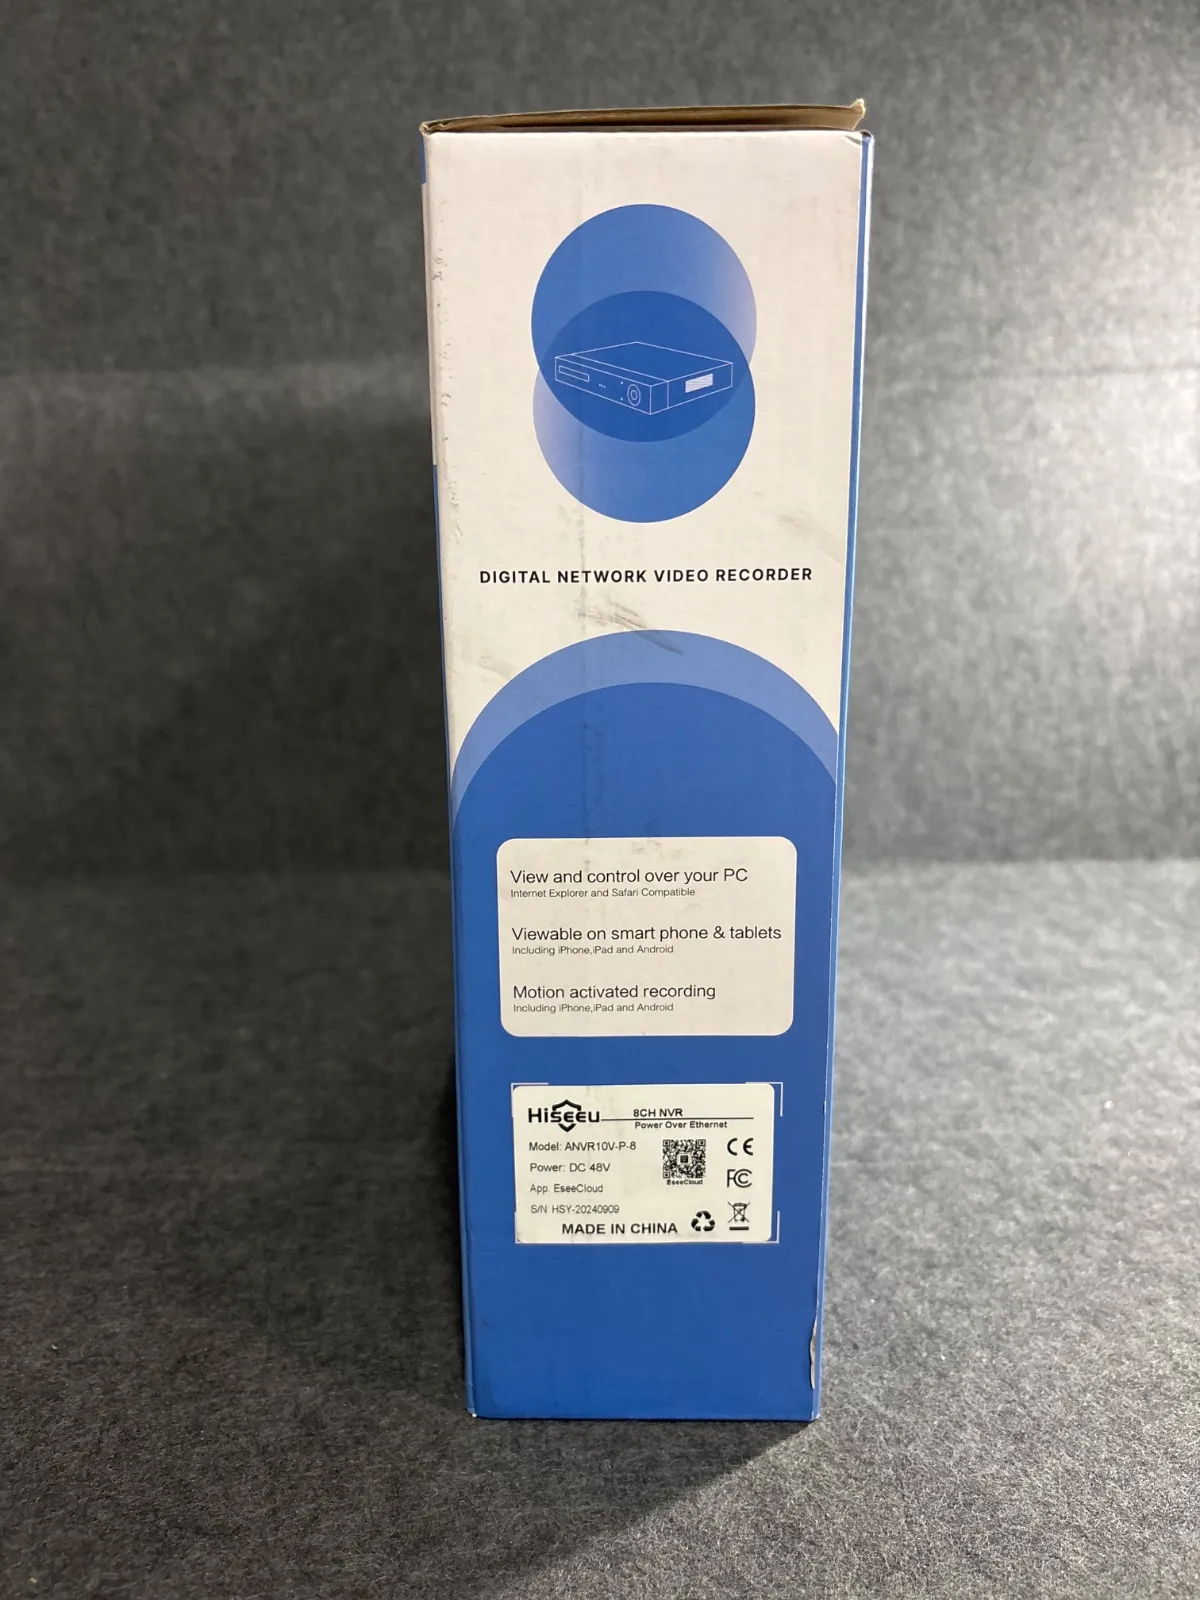 DIGITAL NETWORK VIDEO RECORDER
View and control over your PC
Internet Explorer and Safari Compatible
Viewable on smart phone & tablets
Including iPhone,iPad and Android
Motion activated recording
Including iPhone,iPad and Android
Hiseeu
8CH NVR
Power Over Ethernet
Model: ANVR10V-P-8
Power: DC 48V
App: EseeCloud
S/N: HSY-20240909
EseeCloud
CE
FC
MADE IN CHINA